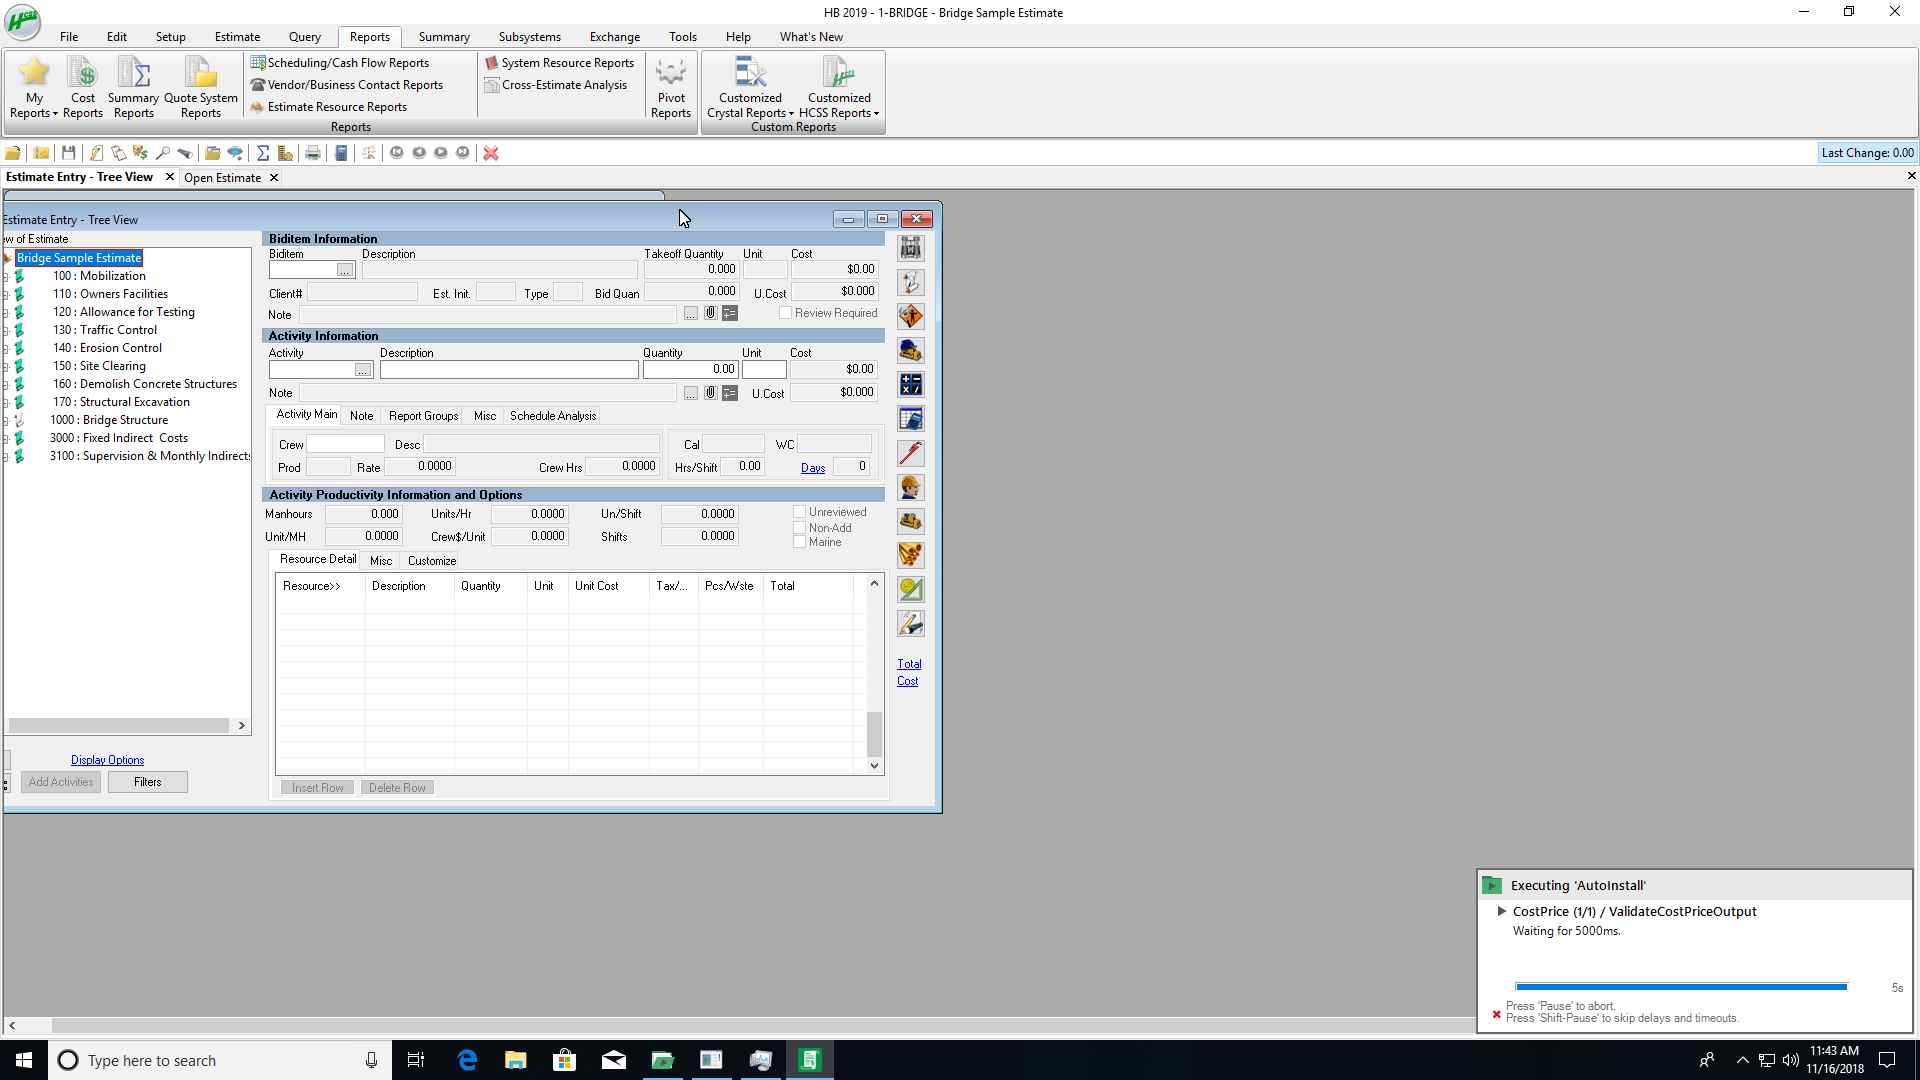 HB 2019 - 1-BRIDGE - Bridge Sample Estimate
HCSS
File Edit Setup Estimate Query Reports Summary Subsystems Exchange Tools Help What's New
My Reports
Cost Reports
Summary Reports
Quote System Reports
Scheduling/Cash Flow Reports
Vendor/Business Contact Reports
Estimate Resource Reports
System Resource Reports
Cross-Estimate Analysis
Pivot Reports
Customized Crystal Reports
Customized HCSS Reports
Reports
Custom Reports
Last Change: 0.00
Estimate Entry - Tree View
Open Estimate
Estimate Entry - Tree View
ew of Estimate
Bridge Sample Estimate
100 : Mobilization
110 : Owners Facilities
120 : Allowance for Testing
130 : Traffic Control
140 : Erosion Control
150 : Site Clearing
160 : Demolish Concrete Structures
170 : Structural Excavation
1000 : Bridge Structure
3000 : Fixed Indirect Costs
3100 : Supervision & Monthly Indirects
Display Options
Add Activities
Filters
Biditem Information
Biditem Description Takeoff Quantity Unit Cost
... 0.000 $0.00
Client# Est. Init. Type Bid Quan 0.000 U.Cost $0.000
Note ... Review Required
Activity Information
Activity Description Quantity Unit Cost
... 0.00 $0.00
Note ... U.Cost $0.000
Activity Main Note Report Groups Misc Schedule Analysis
Crew Desc Cal WC
Prod Rate 0.0000 Crew Hrs 0.0000 Hrs/Shift 0.00 Days 0
Activity Productivity Information and Options
Manhours 0.000 Units/Hr 0.0000 Un/Shift 0.0000 Unreviewed
Non-Add
Unit/MH 0.0000 Crew$/Unit 0.0000 Shifts 0.0000 Marine
Resource Detail Misc Customize
Resource>> Description Quantity Unit Unit Cost Tax/... Pcs/Wste Total
Insert Row Delete Row
Total
Cost
Executing 'AutoInstall'
CostPrice (1/1) / ValidateCostPriceOutput
Waiting for 5000ms.
5s
Press 'Pause' to abort.
Press 'Shift-Pause' to skip delays and timeouts.
Type here to search
11:43 AM
11/16/2018